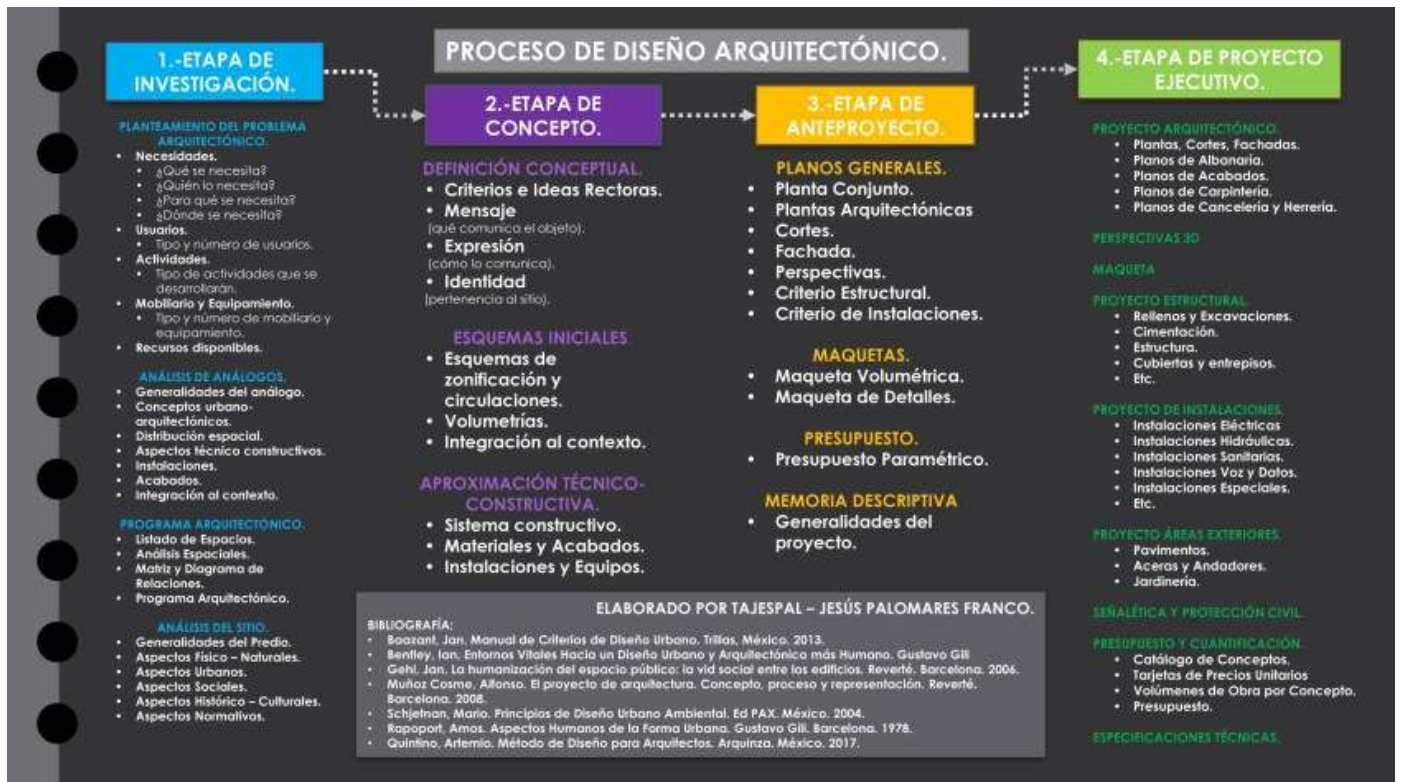 PROCESO DE DISEÑO ARQUITECTÓNICO.
1.-ETAPA DE
INVESTIGACIÓN.
PLANTEAMIENTO DEL PROBLEMA
ARQUITECTÓNICO.
• Necesidades.
• ¿Qué se necesita?
• ¿Quién lo necesita?
• ¿Para qué se necesita?
• ¿Dónde se necesita?
• Usuarios.
• Tipo y número de usuarios.
• Actividades.
• Tipo de actividades que se
desarrollarán.
• Mobiliario y Equipamiento.
• Tipo y número de mobiliario y
equipamiento.
• Recursos disponibles.
ANÁLISIS DE ANÁLOGOS.
• Generalidades del análogo.
• Conceptos urbano-
arquitectónicos.
• Distribución espacial.
• Aspectos técnico constructivos.
• Instalaciones.
• Acabados.
• Integración al contexto.
PROGRAMA ARQUITECTÓNICO.
• Listado de Espacios.
• Análisis Espaciales.
• Matriz y Diagrama de
Relaciones.
• Programa Arquitectónico.
ANÁLISIS DEL SITIO.
• Generalidades del Predio.
• Aspectos Físico – Naturales.
• Aspectos Urbanos.
• Aspectos Sociales.
• Aspectos Histórico – Culturales.
• Aspectos Normativos.
2.-ETAPA DE
CONCEPTO.
DEFINICIÓN CONCEPTUAL.
• Criterios e Ideas Rectoras.
• Mensaje
(qué comunica el objeto).
• Expresión
(cómo lo comunica).
• Identidad
(pertenencia al sitio).
ESQUEMAS INICIALES
• Esquemas de
zonificación y
circulaciones.
• Volumetrías.
• Integración al contexto.
APROXIMACIÓN TÉCNICO-
CONSTRUCTIVA.
• Sistema constructivo.
• Materiales y Acabados.
• Instalaciones y Equipos.
3.-ETAPA DE
ANTEPROYECTO.
PLANOS GENERALES.
• Planta Conjunto.
• Plantas Arquitectónicas
• Cortes.
• Fachada.
• Perspectivas.
• Criterio Estructural.
• Criterio de Instalaciones.
MAQUETAS.
• Maqueta Volumétrica.
• Maqueta de Detalles.
PRESUPUESTO.
• Presupuesto Paramétrico.
MEMORIA DESCRIPTIVA
• Generalidades del
proyecto.
4.-ETAPA DE PROYECTO
EJECUTIVO.
PROYECTO ARQUITECTÓNICO.
• Plantas, Cortes, Fachadas.
• Planos de Albanaría.
• Planos de Acabados.
• Planos de Carpintería.
• Planos de Cancelería y Herrería.
PERSPECTIVAS 3D
MAQUETA
PROYECTO ESTRUCTURAL.
• Rellenos y Excavaciones.
• Cimentación.
• Estructura.
• Cubiertas y entrepisos.
• Etc.
PROYECTO DE INSTALACIONES.
• Instalaciones Eléctricas
• Instalaciones Hidráulicas.
• Instalaciones Sanitarias.
• Instalaciones Voz y Datos.
• Instalaciones Especiales.
• Etc.
PROYECTO ÁREAS EXTERIORES.
• Pavimentos.
• Aceras y Andadores.
• Jardinería.
SEÑALÉTICA Y PROTECCIÓN CIVIL.
PRESUPUESTO Y CUANTIFICACIÓN
• Catálogo de Conceptos.
• Tarjetas de Precios Unitarios
• Volúmenes de Obra por Concepto.
• Presupuesto.
ESPECIFICACIONES TÉCNICAS.
ELABORADO POR TAJESPAL – JESÚS PALOMARES FRANCO.
BIBLIOGRAFÍA:
• Baazant, Jan. Manual de Criterios de Diseño Urbano. Trillas, México. 2013.
• Bentley, Ian. Entornos Vitales Hacia un Diseño Urbano y Arquitectónico más Humano. Gustavo Gili
• Gehl, Jan. La humanización del espacio público: la vid social entre los edificios. Reverté. Barcelona. 2006.
• Muñoz Cosme, Alfonso. El proyecto de arquitectura. Concepto, proceso y representación. Reverté.
Barcelona. 2008.
• Schjetnan, Mario. Principios de Diseño Urbano Ambiental. Ed PAX. México. 2004.
• Rapoport, Amos. Aspectos Humanos de la Forma Urbana. Gustavo Gili. Barcelona. 1978.
• Quintino, Artemio. Método de Diseño para Arquitectos. Arquinza. México. 2017.